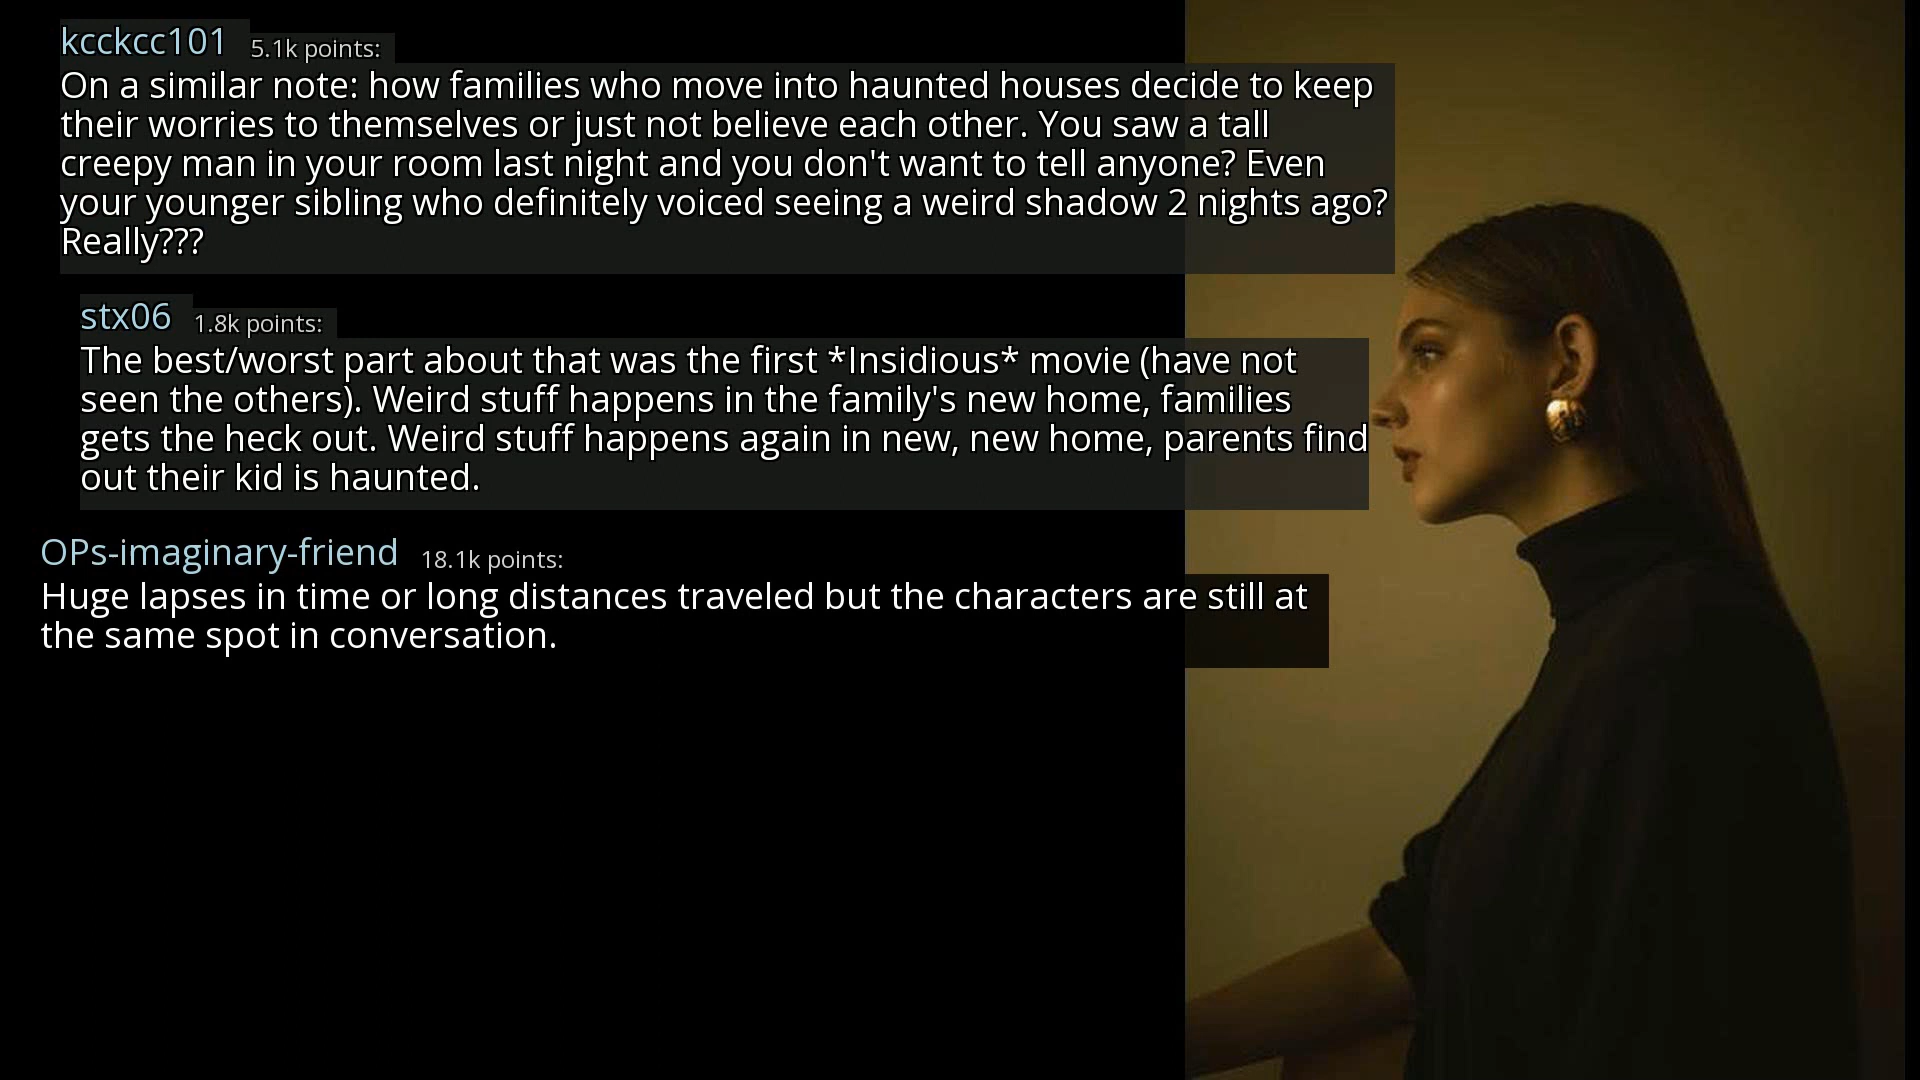 kcckcc101 5.1k points:
On a similar note: how families who move into haunted houses decide to keep
their worries to themselves or just not believe each other. You saw a tall
creepy man in your room last night and you don't want to tell anyone? Even
your younger sibling who definitely voiced seeing a weird shadow 2 nights ago?
Really???
stx06 1.8k points:
The best/worst part about that was the first *Insidious* movie (have not
seen the others). Weird stuff happens in the family's new home, families
gets the heck out. Weird stuff happens again in new, new home, parents find
out their kid is haunted.
OPs-imaginary-friend 18.1k points:
Huge lapses in time or long distances traveled but the characters are still at
the same spot in conversation.